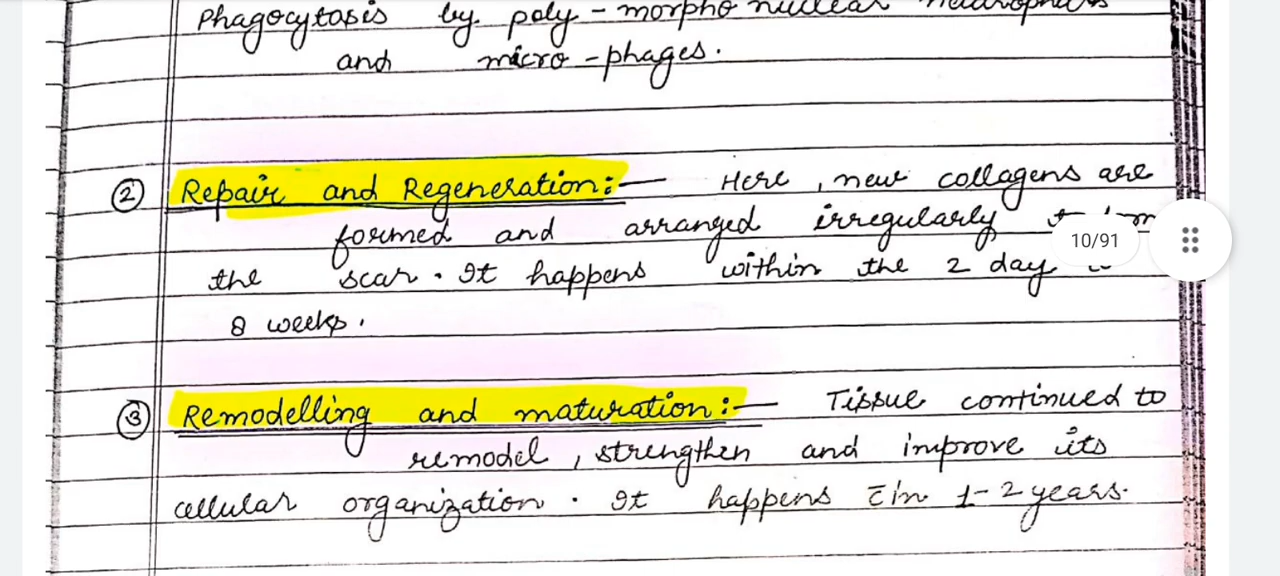 Phagocytosis by poly - morpho nuclear
and micro - phages.
② Repair and Regeneration:— Here , new collagens are
formed and arranged irregularly
the scar. It happens within the 2 day
8 weeks.
③ Remodelling and maturation:— Tissue continued to
remodel , strengthen and improve its
cellular organization . It happens c̄in 1-2 years.
10/91